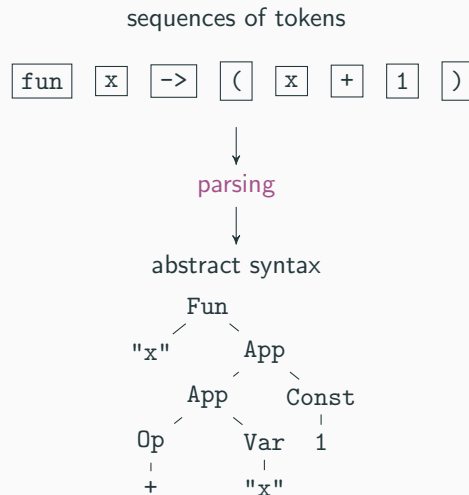 sequences of tokens
fun x -> ( x + 1 )
parsing
abstract syntax
Fun
"x" App
App Const
Op Var 1
+ "x"